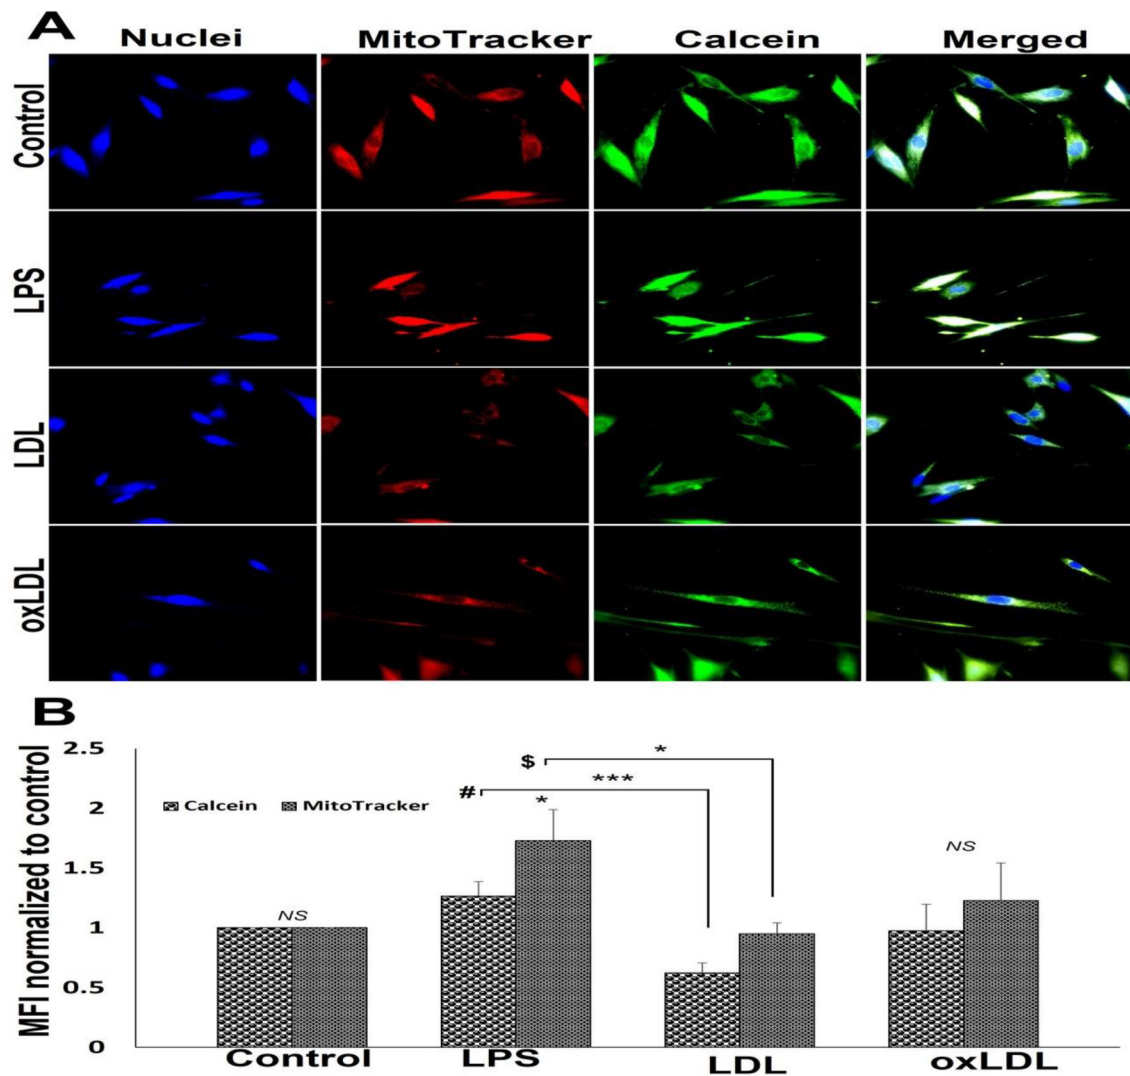 A
Nuclei MitoTracker Calcein Merged
Control
LPS
LDL
oxLDL
B
MFI normalized to control
2.5
2
1.5
1
0.5
0
Calcein MitoTracker
NS
$ *
# ***
*
NS
Control LPS LDL oxLDL